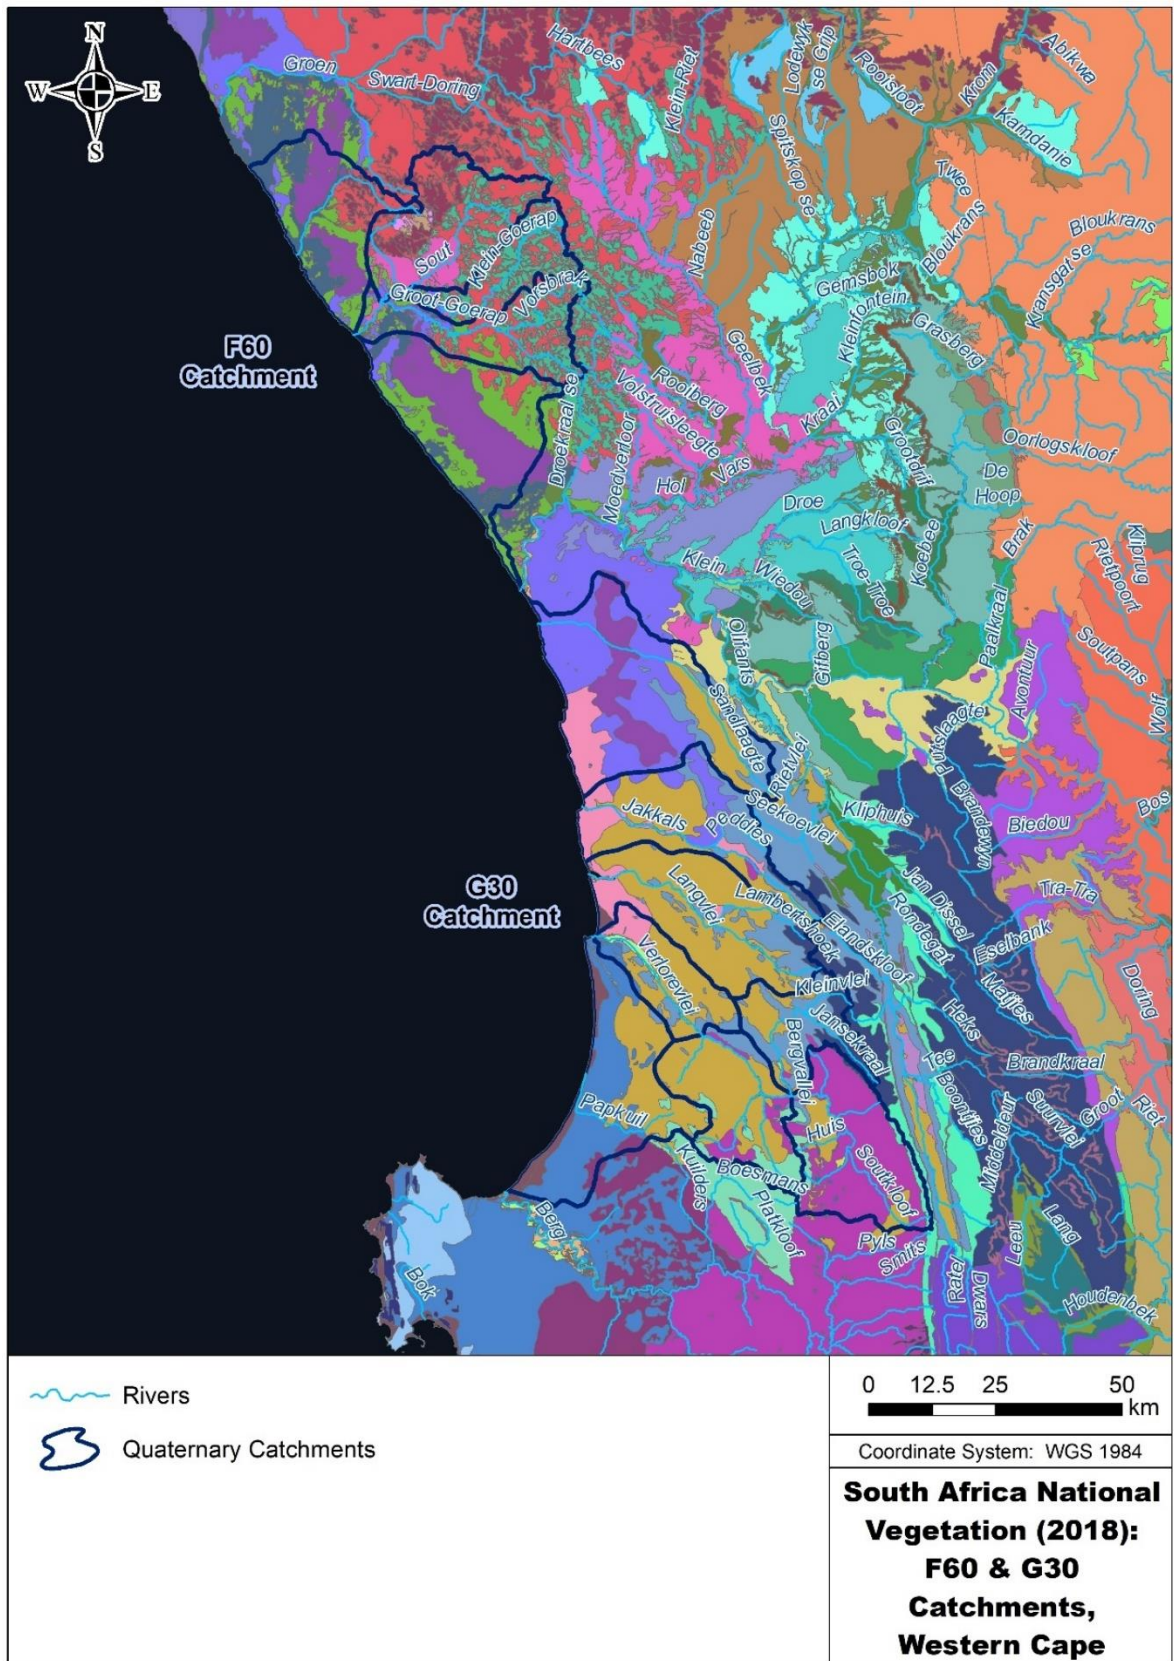 N
W
E
S
Groen
Swart-Doring
Hartbees
Klein-Riet
Lodewyk
se Grip
Rooisloof
Krom
Abikwa
Kamdanie
Spitskop se
Twee
Bloukrans
Bloukrans
Nabeeb
Sout
Klein-Goerap
Gemsbok
Kransgat se
Groot-Goerap
Varsbrak
Kleinfontein
Grasberg
F60
Catchment
Geelbek
Rooiberg
Volstruisleegte
Droekraal se
Moedverloor
Kraai
Grootdrif
Oorlogskloof
De
Hoop
Hol
Vars
Droe
Langkloof
Koebee
Brak
Kliprug
Rietpoort
Klein
Wiedou
Troe-Troe
Olifants
Gifberg
Paalkraal
Avontuur
Soutpans
Wolf
Sandlaagte
Rietvlei
Putslaagte
Brandewyn
Jakkals
Peddies
Seekoevlei
Kliphuis
Biedou
Bos
G30
Catchment
Langvlei
Lambertshoek
Elandskloof
Jan Dissel
Rondegat
Tra-Tra
Eselbank
Verlorevlei
Kleinvlei
Matjies
Doring
Jansekraal
Heks
Bergvallei
Tee
Brandkraal
Boontjies
Papkuil
Huis
Middeldeur
Suurvlei
Groot
Riet
Kuilders
Boesmans
Soutkloof
Platkloof
Berg
Pyls
Smits
Leeu
Lang
Bok
Ratel
Dwars
Houdenbek
Rivers
Quaternary Catchments
0 12.5 25 50
km
Coordinate System: WGS 1984
South Africa National
Vegetation (2018):
F60 & G30
Catchments,
Western Cape